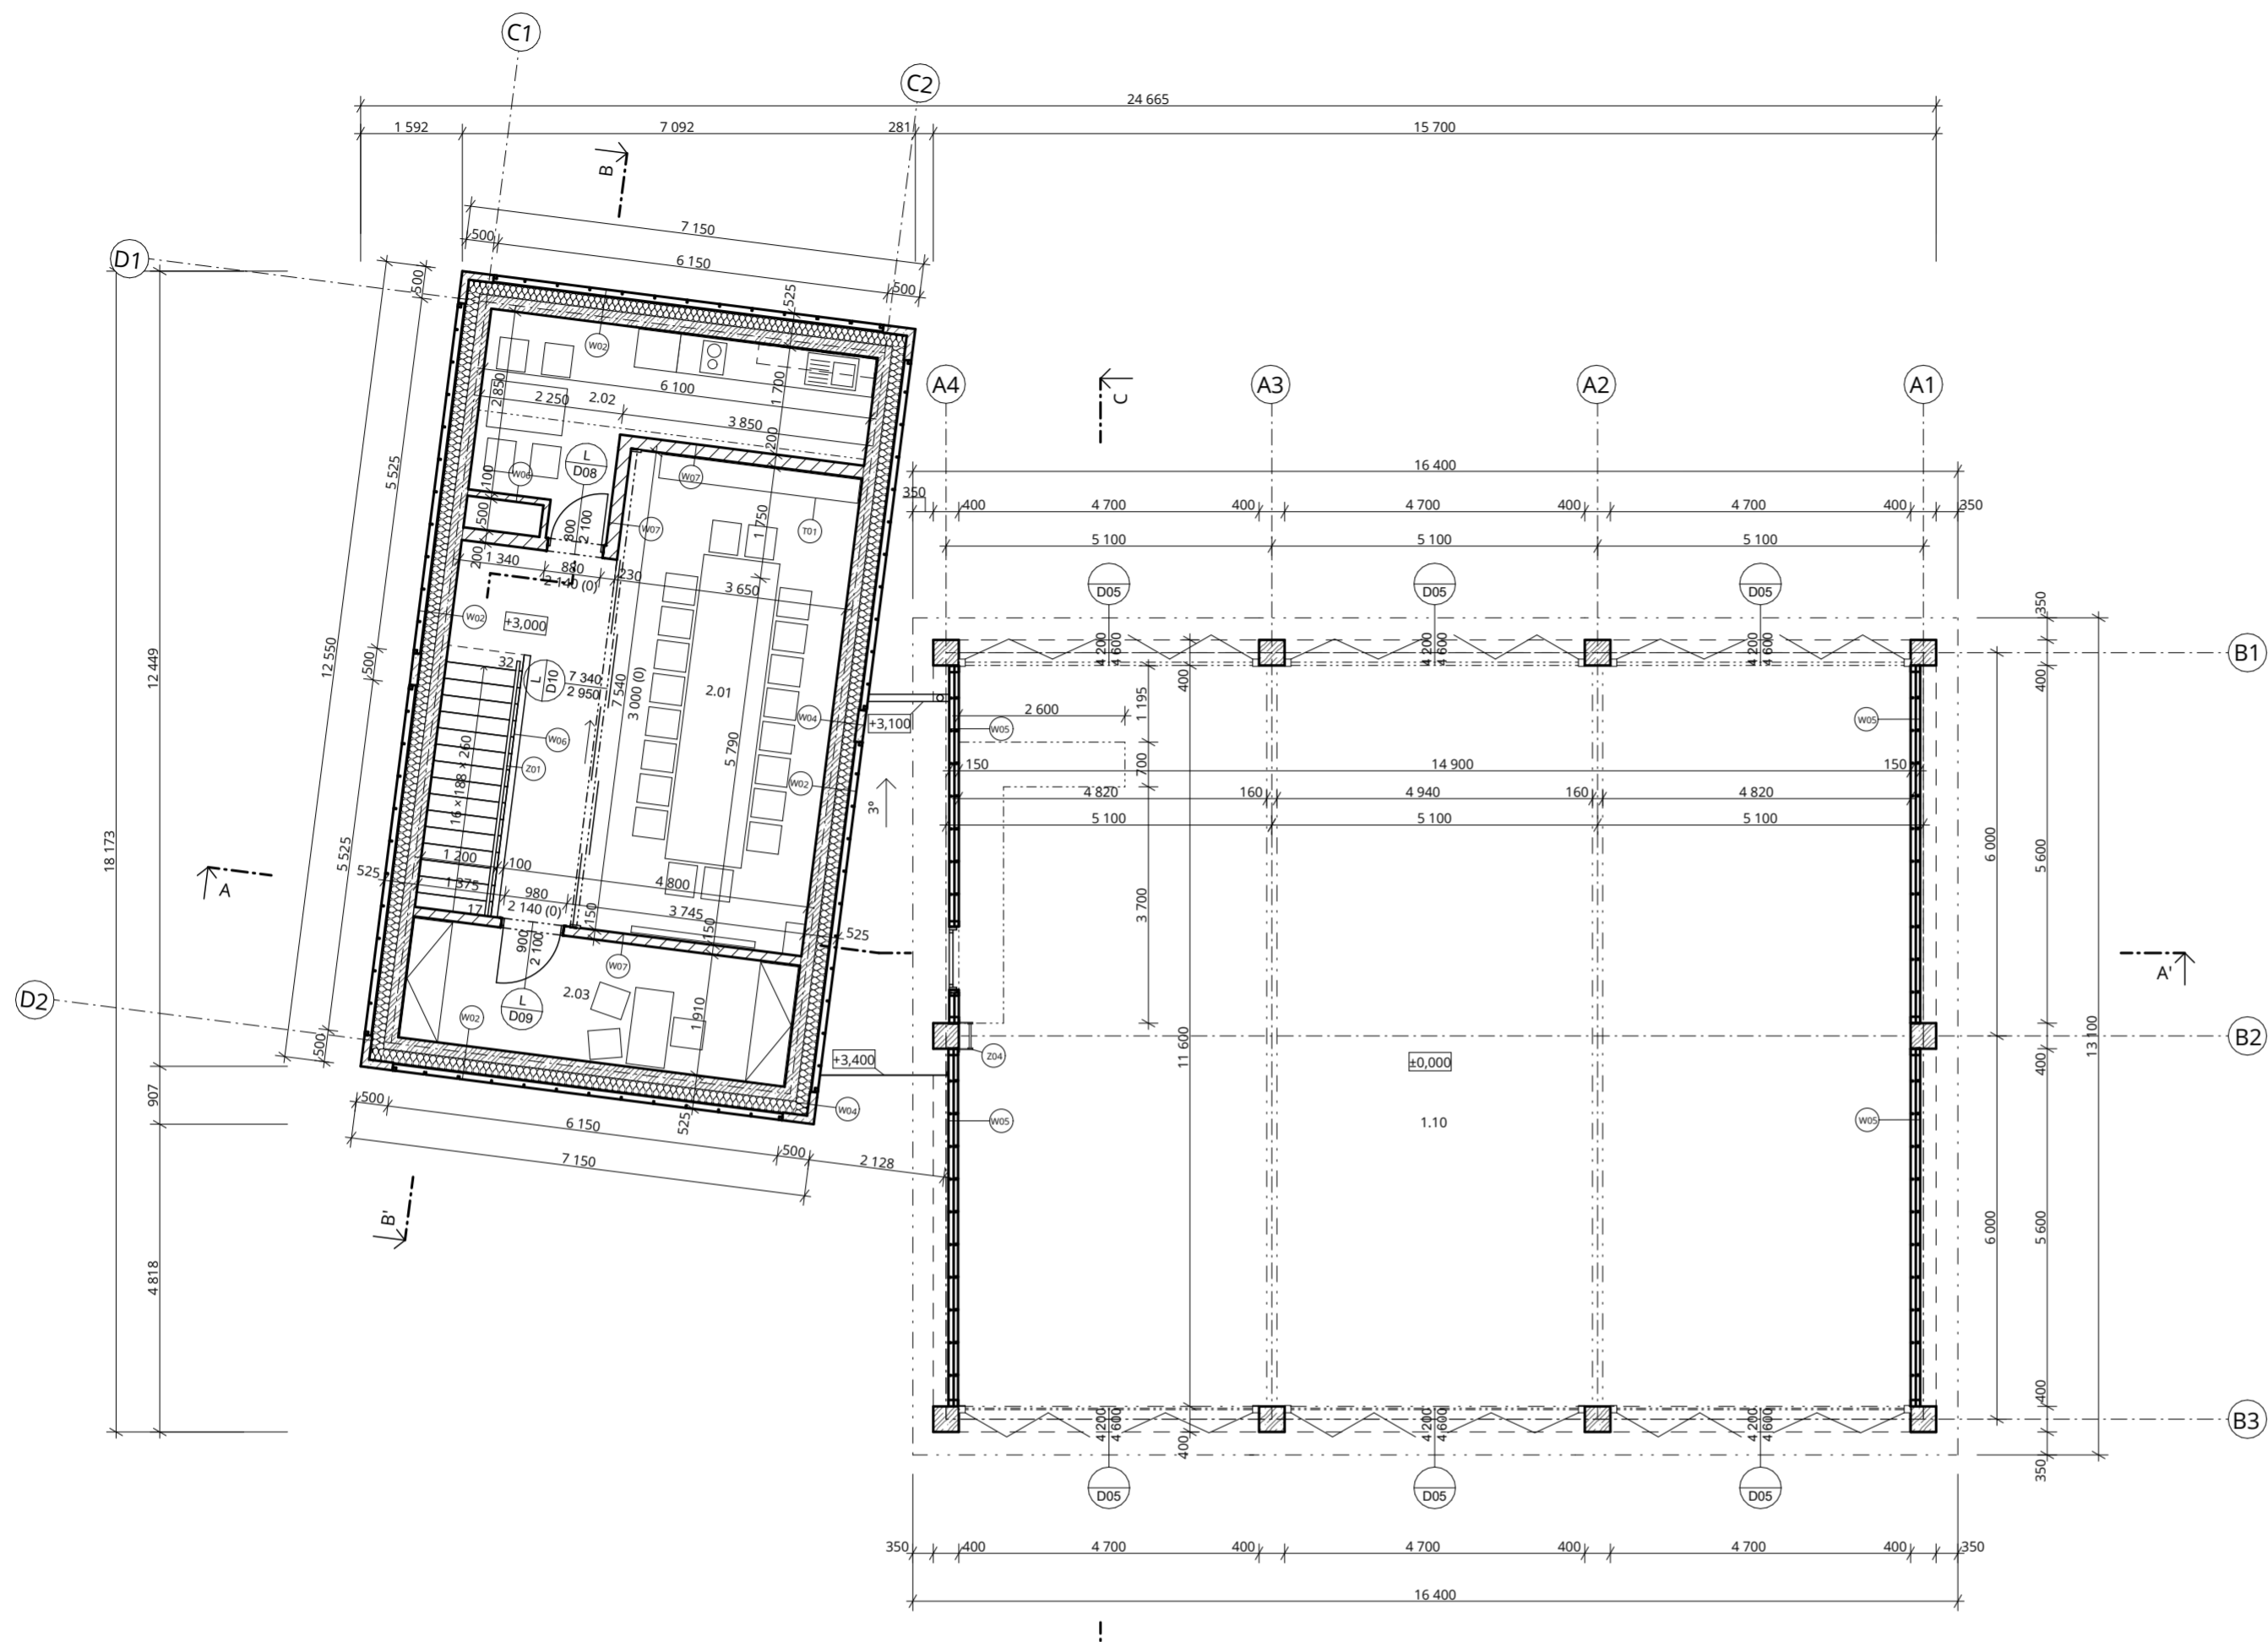 C1
C2
24 665
1 592
7 092
281
15 700
B
7 150
500
6 150
500
D1
500
525
W02
A4
A3
A2
A1
C
2 850
6 100
1 700
2 250
2.02
3 850
200
16 400
L
D08
W06
100
W07
350
400
4 700
400
4 700
400
4 700
400
350
5 525
500
800
2 100
W07
1 750
T01
5 100
5 100
5 100
200
1 340
880
2 140 (0)
230
3 650
D05
D05
D05
350
W02
+3,000
4 200
4 600
4 200
4 600
4 200
4 600
B1
12 449
12 550
500
32
L
D10
7 340
2 950
7 540
3 000 (0)
2.01
400
400
1 195
2 600
W04
+3,100
W05
W05
W06
5 790
Z01
16 × 188 × 260
W02
150
14 900
150
700
3°
4 820
160
4 940
160
4 820
5 100
5 100
5 100
18 173
5 525
6 000
5 600
1 200
100
525
1 375
4 800
980
A
17
2 140 (0)
150
3 745
150
3 700
525
900
2 100
W07
A'
D2
2.03
L
D09
W02
1 910
500
11 600
13 100
B2
Z04
+3,400
±0,000
400
907
500
W04
525
W05
1.10
W05
6 150
500
7 150
2 128
B'
6 000
5 600
4 818
400
4 200
4 600
4 200
4 600
4 200
4 600
400
B3
350
D05
D05
D05
350
400
4 700
400
4 700
400
4 700
400
350
16 400